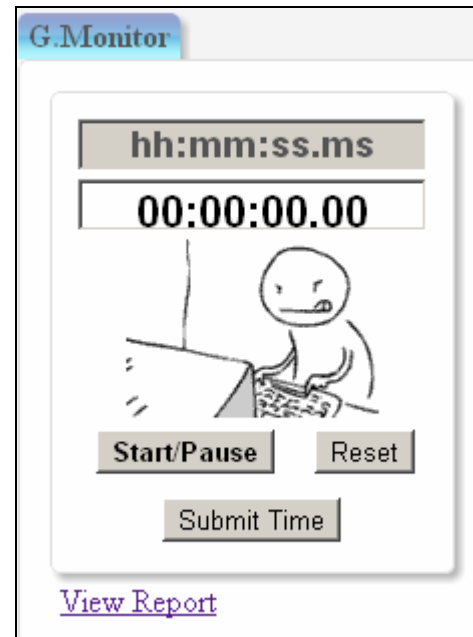 G.Monitor
hh:mm:ss.ms
00:00:00.00
Start/Pause Reset
Submit Time
View Report